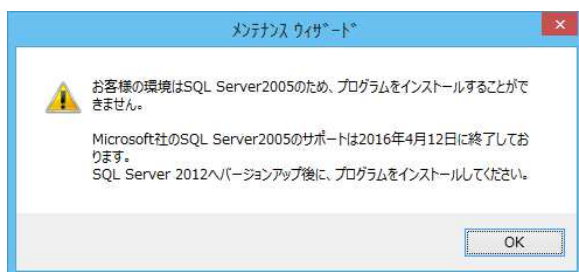 メンテナンス ウィザード
お客様の環境はSQL Server2005のため、プログラムをインストールすることがで
きません。
Microsoft社のSQL Server2005のサポートは2016年4月12日に終了してお
ります。
SQL Server 2012へバージョンアップ後に、プログラムをインストールしてください。
OK